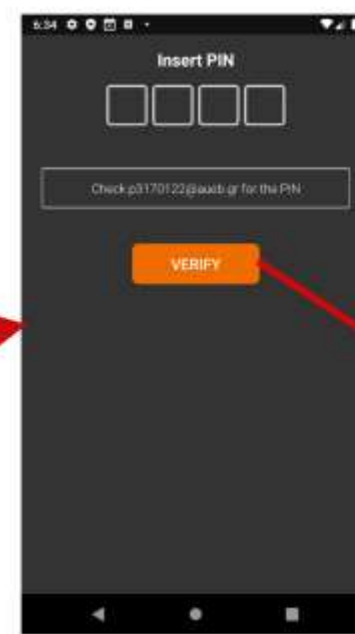 6:34
Insert PIN
Check p3170122@aueb.gr for the PIN
VERIFY